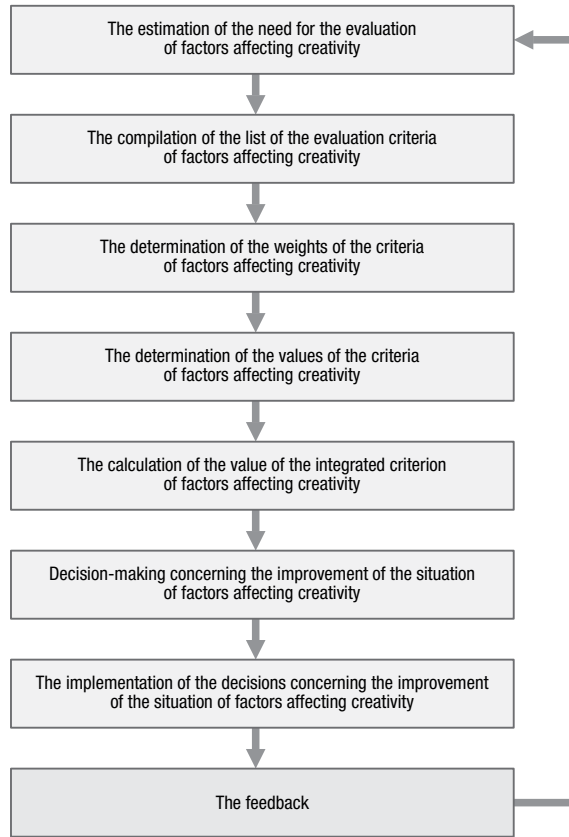 The estimation of the need for the evaluation
of factors affecting creativity
The compilation of the list of the evaluation criteria
of factors affecting creativity
The determination of the weights of the criteria
of factors affecting creativity
The determination of the values of the criteria
of factors affecting creativity
The calculation of the value of the integrated criterion
of factors affecting creativity
Decision-making concerning the improvement of the situation
of factors affecting creativity
The implementation of the decisions concerning the improvement
of the situation of factors affecting creativity
The feedback